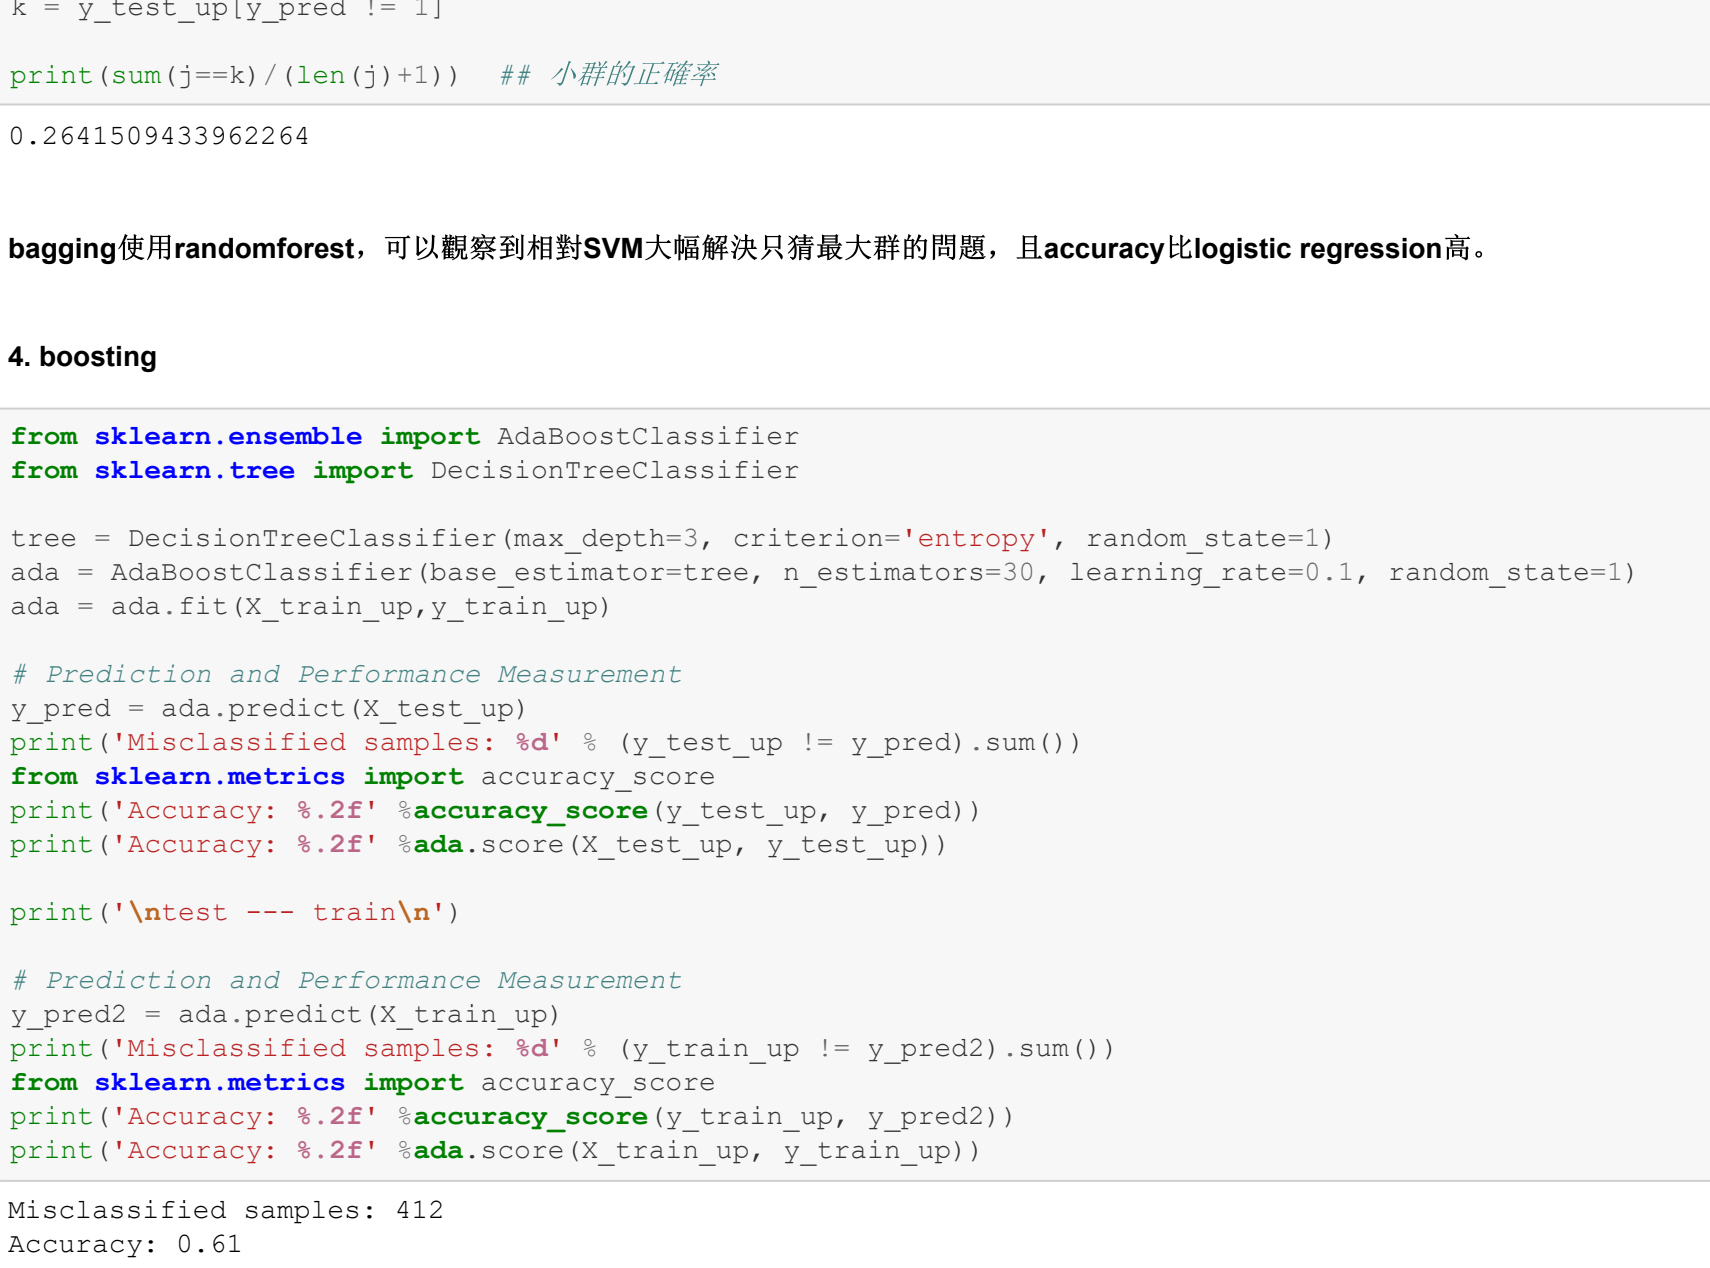 k = y_test_up[y_pred != 1]
print(sum(j==k)/(len(j)+1))  ## 小群的正確率
0.2641509433962264
bagging使用randomforest，可以觀察到相對SVM大幅解決只猜最大群的問題，且accuracy比logistic regression高。
4. boosting
from sklearn.ensemble import AdaBoostClassifier
from sklearn.tree import DecisionTreeClassifier
tree = DecisionTreeClassifier(max_depth=3, criterion='entropy', random_state=1)
ada = AdaBoostClassifier(base_estimator=tree, n_estimators=30, learning_rate=0.1, random_state=1)
ada = ada.fit(X_train_up,y_train_up)
# Prediction and Performance Measurement
y_pred = ada.predict(X_test_up)
print('Misclassified samples: %d' % (y_test_up != y_pred).sum())
from sklearn.metrics import accuracy_score
print('Accuracy: %.2f' %accuracy_score(y_test_up, y_pred))
print('Accuracy: %.2f' %ada.score(X_test_up, y_test_up))
print('\ntest --- train\n')
# Prediction and Performance Measurement
y_pred2 = ada.predict(X_train_up)
print('Misclassified samples: %d' % (y_train_up != y_pred2).sum())
from sklearn.metrics import accuracy_score
print('Accuracy: %.2f' %accuracy_score(y_train_up, y_pred2))
print('Accuracy: %.2f' %ada.score(X_train_up, y_train_up))
Misclassified samples: 412
Accuracy: 0.61